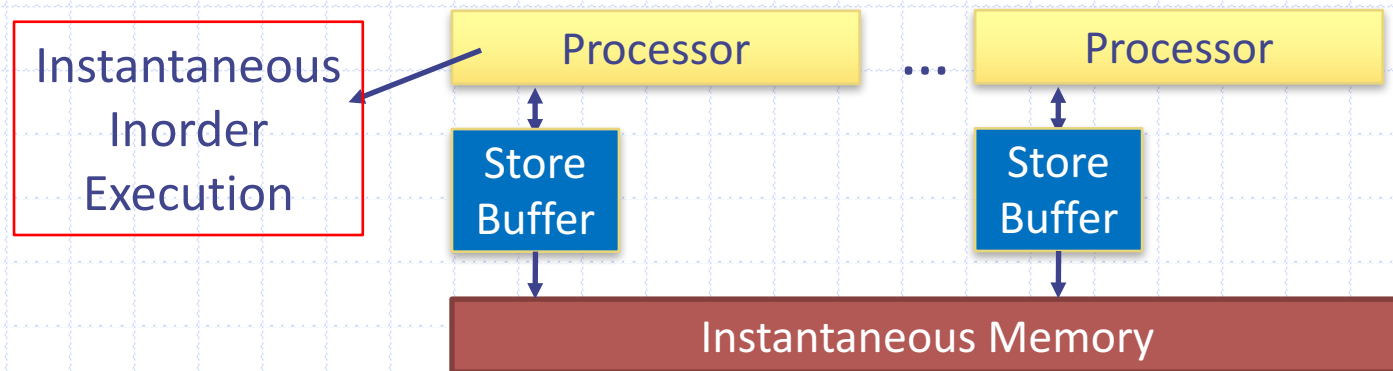 Instantaneous
Inorder
Execution
Processor
...
Processor
Store
Buffer
Store
Buffer
Instantaneous Memory